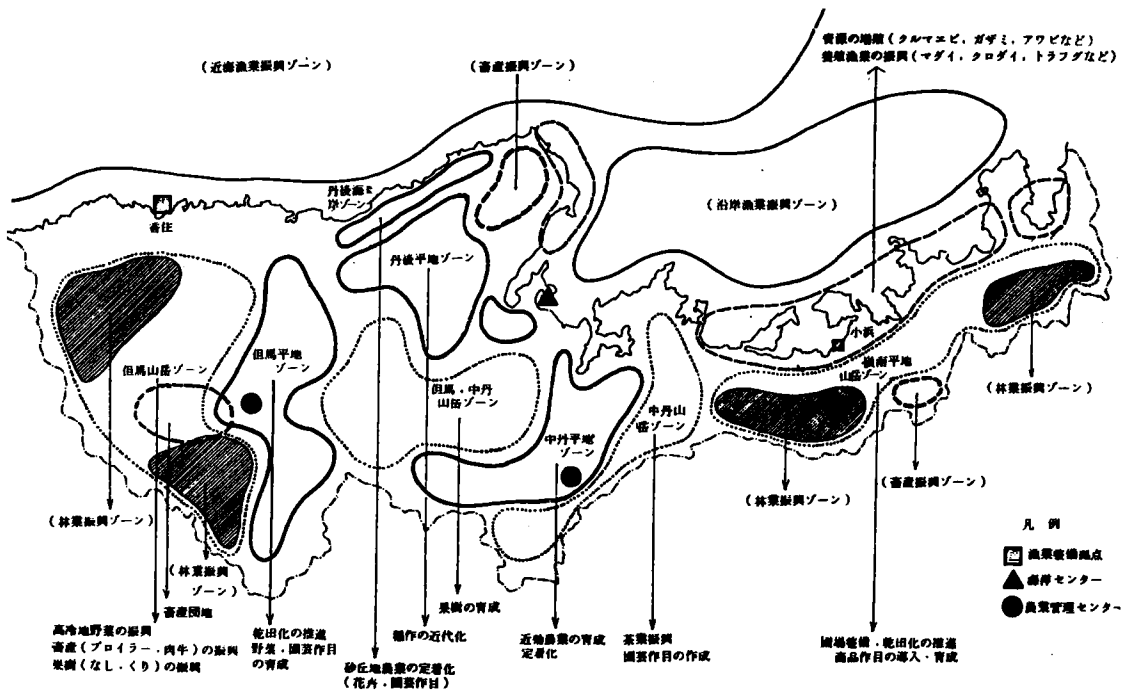 (近海漁業振興ゾーン)
(畜産振興ゾーン)
資源の増殖(クルマエビ,ガザミ,アワビなど)
養殖漁業の振興(マダイ,クロダイ,トラフグなど)
丹後海
岸ゾーン
香住
(沿岸漁業振興ゾーン)
丹後平地ゾーン
小浜
嶺南平地
山岳ゾーン
但馬山岳ゾーン
但馬平地
ゾーン
但馬・中丹
山岳ゾーン
中丹山
岳ゾーン
中丹平地
ゾーン
(林業振興ゾーン)
(畜産振興ゾーン)
(林業振興ゾーン)
(林業振興ゾーン)
(林業振興
ゾーン)
畜産団地
高冷地野菜の振興
畜産(ブロイラー・肉牛)の振興
果樹(なし・くり)の振興
乾田化の推進
野菜・園芸作目
の育成
砂丘地農業の定着化
(花卉・園芸作目)
稲作の近代化
果樹の育成
近郊農業の育成
定着化
茶業振興
園芸作目の作成
圃場整備・乾田化の推進
商品作目の導入・育成
凡例
漁業整備拠点
海洋センター
農業管理センター